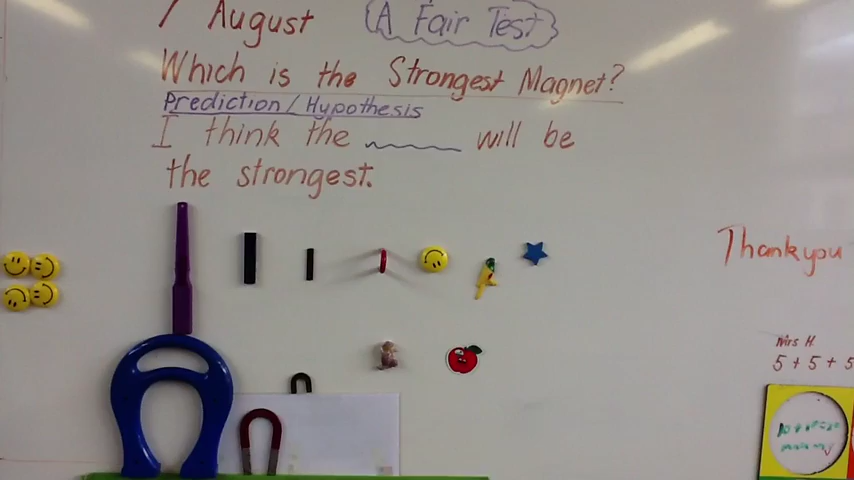 7 August
A Fair Test
Which is the Strongest Magnet?
Prediction/Hypothesis
I think the ______ will be
the strongest.
Thankyou
Mrs H.
5 + 5 + 5